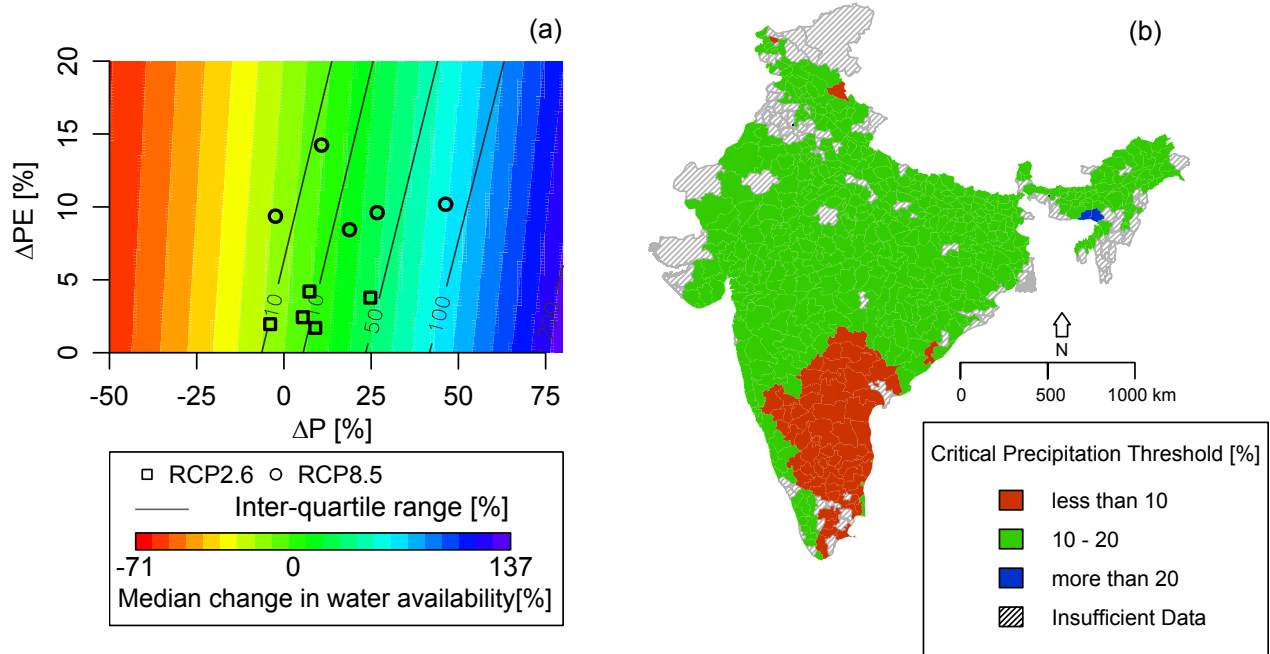 (a)
20
15
10
5
0
ΔPE [%]
10
10
50
100
200
-50
0
25
50
75
ΔP [%]
RCP2.6
RCP8.5
Inter-quartile range [%]
-71
0
137
Median change in water availability[%]
(b)
N
0
500
1000 km
Critical Precipitation Threshold [%]
less than 10
10 - 20
more than 20
Insufficient Data